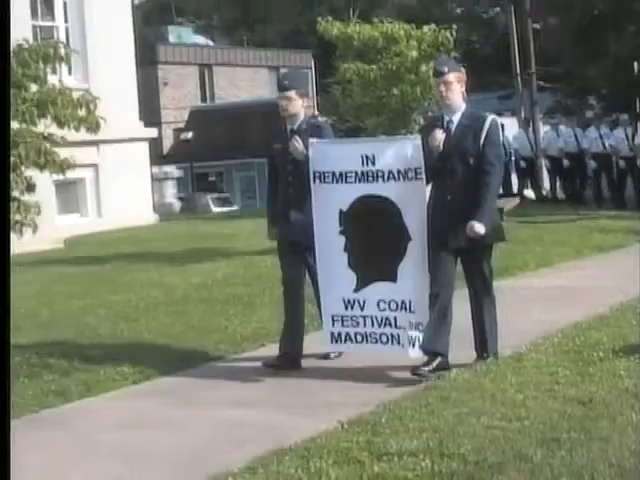 IN
REMEMBRANCE
WV COAL
FESTIVAL, INC
MADISON, WV